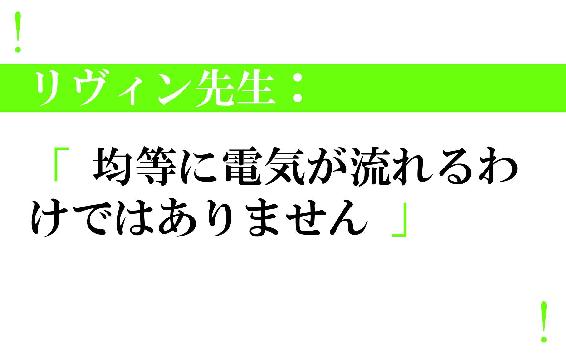 !
リヴィン先生：
「 均等に電気が流れるわ
けではありません 」
!